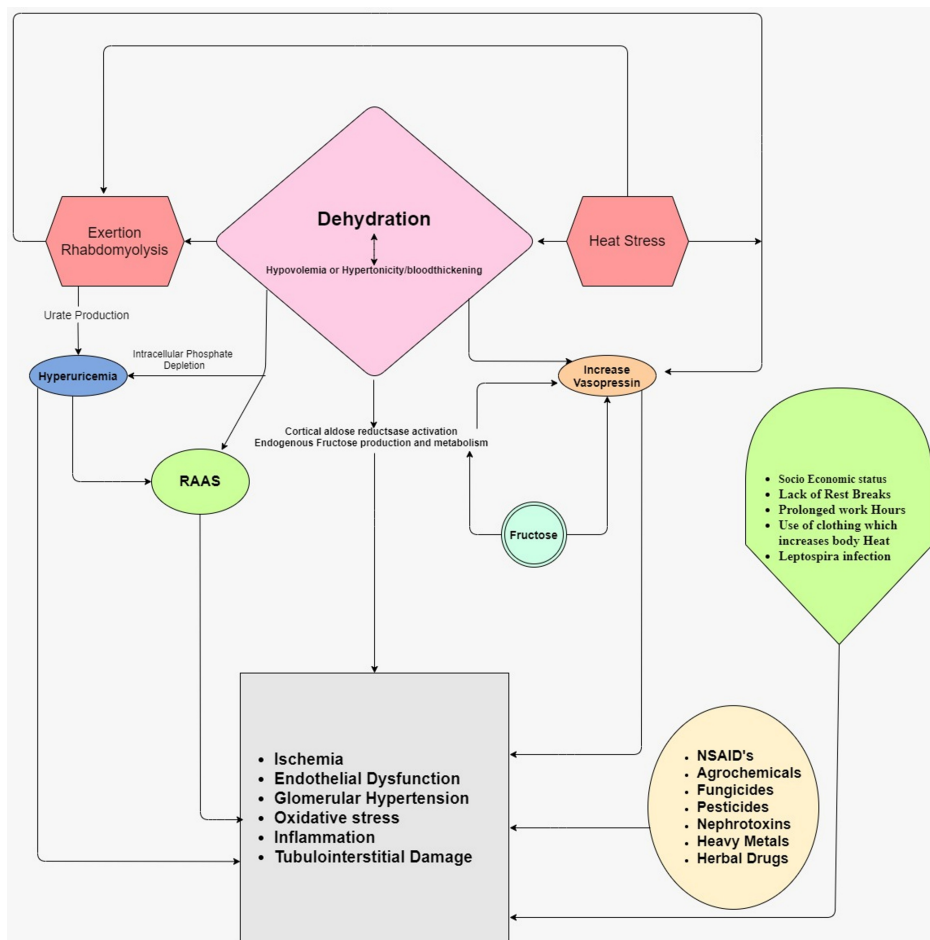 Dehydration
Hypovolemia or Hypertonicity/bloodthickening
Exertion
Rhabdomyolysis
Heat Stress
Urate Production
Intracellular Phosphate
Depletion
Hyperuricemia
Increase
Vasopressin
Cortical aldose reductsase activation
Endogenous Fructose production and metabolism
RAAS
Fructose
• Socio Economic status
• Lack of Rest Breaks
• Prolonged work Hours
• Use of clothing which
increases body Heat
• Leptospira infection
• Ischemia
• Endothelial Dysfunction
• Glomerular Hypertension
• Oxidative stress
• Inflammation
• Tubulointerstitial Damage
• NSAID's
• Agrochemicals
• Fungicides
• Pesticides
• Nephrotoxins
• Heavy Metals
• Herbal Drugs